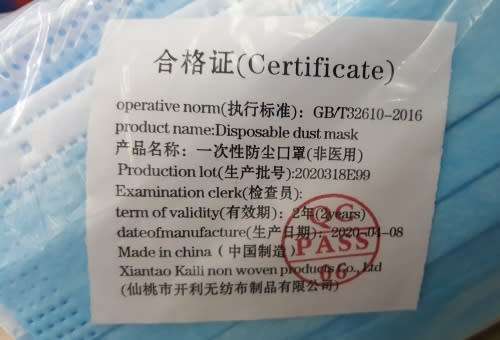 合格证(Certificate)
operative norm(执行标准)：GB/T32610-2016
product name:Disposable dust mask
产品名称：一次性防尘口罩(非医用)
Production lot(生产批号):2020318E99
Examination clerk(检查员):
term of validity(有效期)：2年(2years)
dateofmanufacture(生产日期)：2020-04-08
Made in china（中国制造）
Xiantao Kaili non woven products Co., Ltd
(仙桃市开利无纺布制品有限公司)
QC
PASS
06